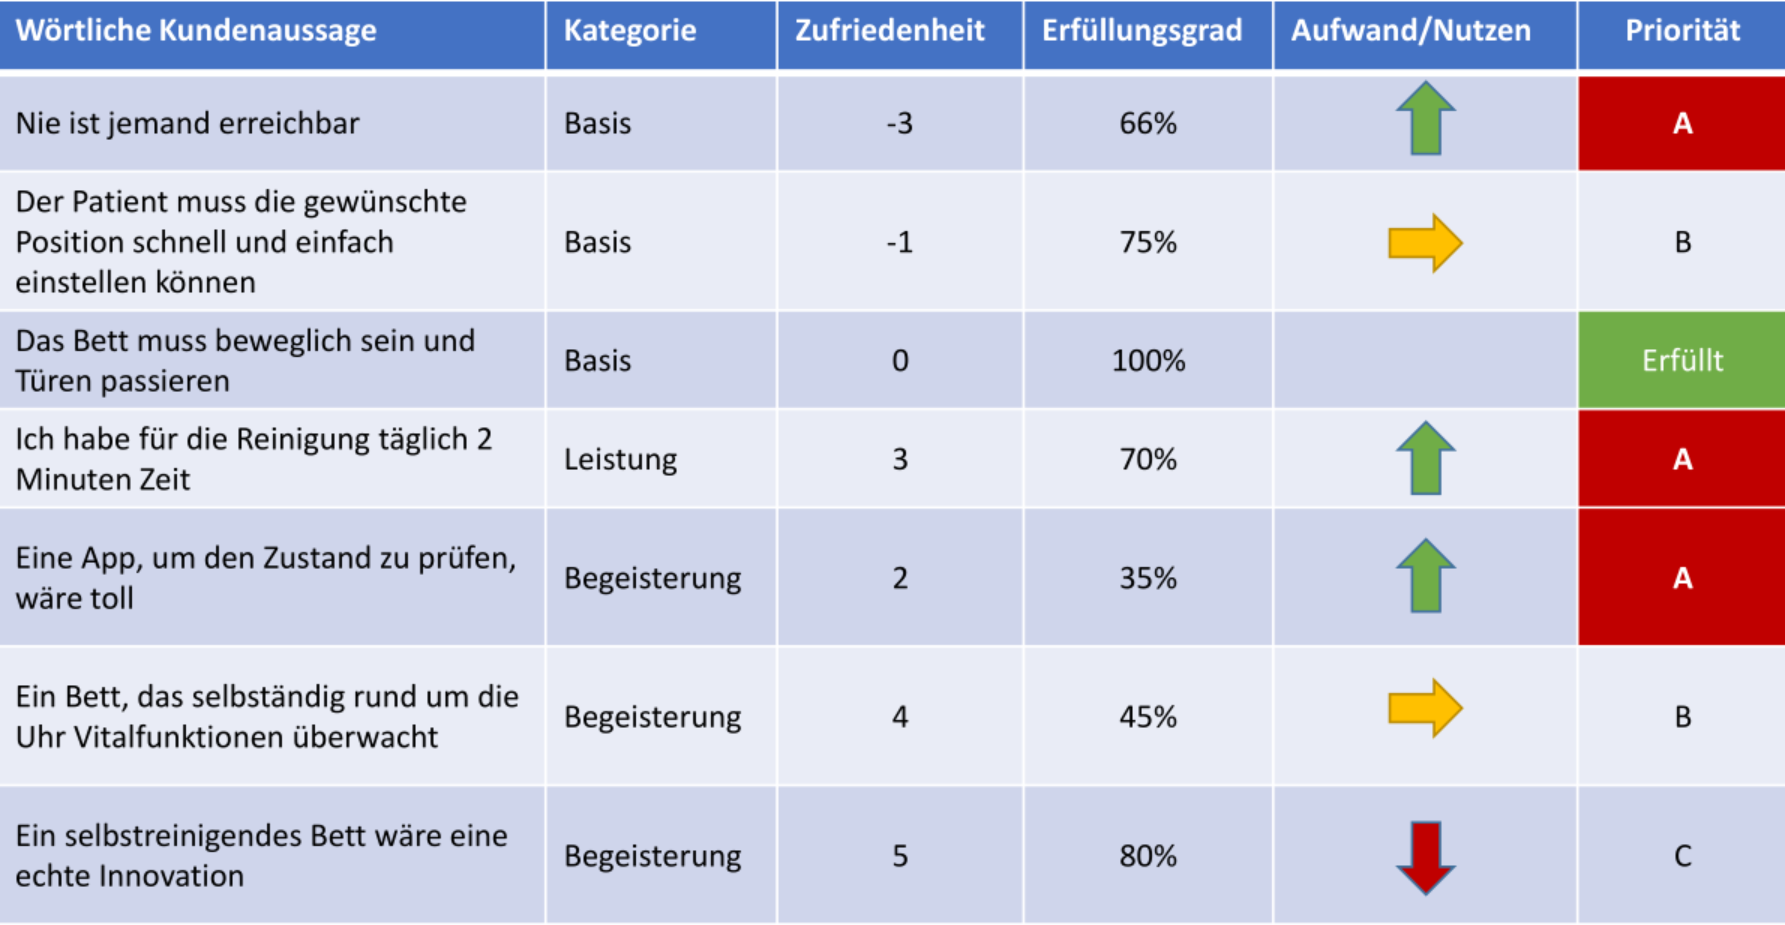 Wörtliche Kundenaussage Kategorie Zufriedenheit Erfüllungsgrad Aufwand/Nutzen Priorität
Nie ist jemand erreichbar Basis -3 66% A
Der Patient muss die gewünschte
Position schnell und einfach
einstellen können
Basis -1 75% B
Das Bett muss beweglich sein und
Türen passieren
Basis 0 100% Erfüllt
Ich habe für die Reinigung täglich 2
Minuten Zeit
Leistung 3 70% A
Eine App, um den Zustand zu prüfen,
wäre toll
Begeisterung 2 35% A
Ein Bett, das selbständig rund um die
Uhr Vitalfunktionen überwacht
Begeisterung 4 45% B
Ein selbstreinigendes Bett wäre eine
echte Innovation
Begeisterung 5 80% C